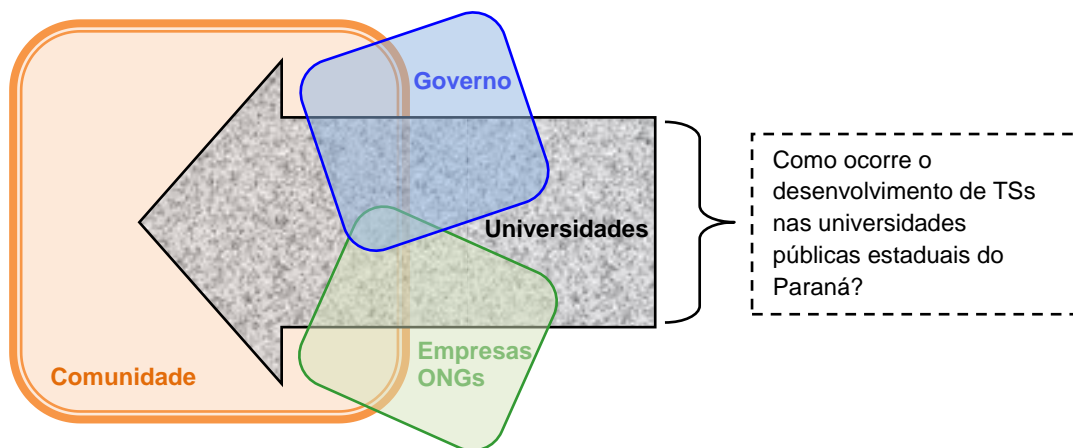 Governo
Universidades
Empresas
ONGs
Comunidade
Como ocorre o
desenvolvimento de TSs
nas universidades
públicas estaduais do
Paraná?